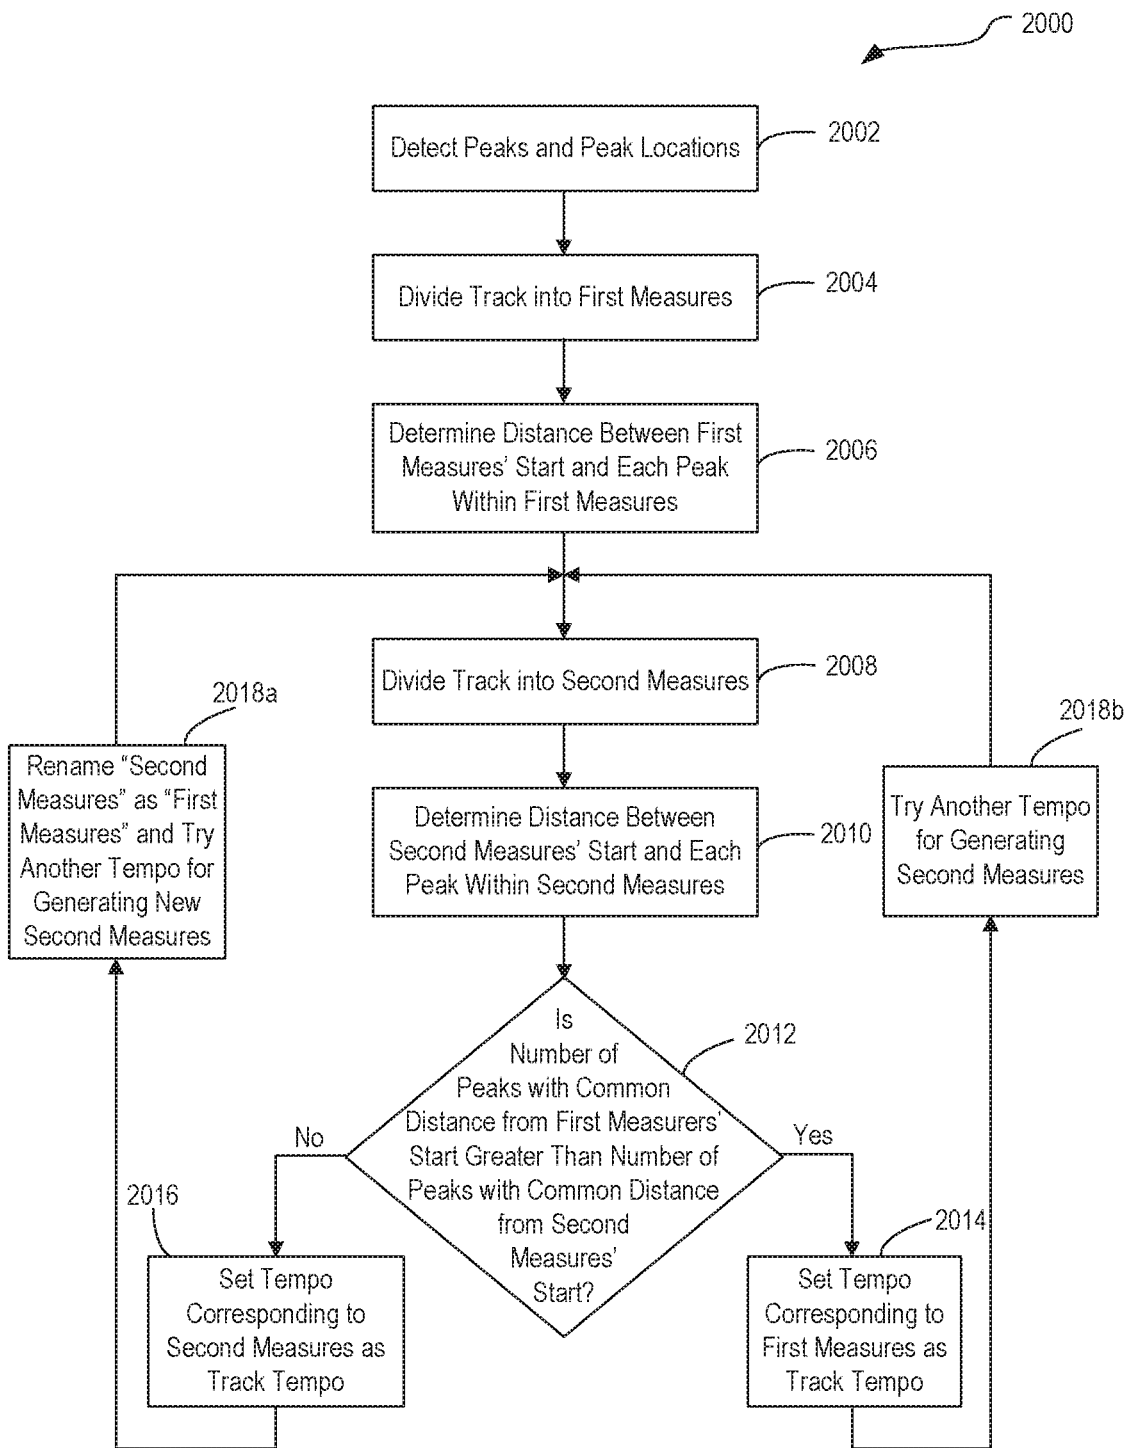 2000
Detect Peaks and Peak Locations
2002
Divide Track into First Measures
2004
Determine Distance Between First
Measures' Start and Each Peak
Within First Measures
2006
Divide Track into Second Measures
2008
2018a
Rename “Second
Measures” as “First
Measures” and Try
Another Tempo for
Generating New
Second Measures
2018b
Try Another Tempo
for Generating
Second Measures
Determine Distance Between
Second Measures' Start and Each
Peak Within Second Measures
2010
Is
Number of
Peaks with Common
Distance from First Measurers'
Start Greater Than Number of
Peaks with Common Distance
from Second
Measures'
Start?
2012
No
Yes
2016
Set Tempo
Corresponding to
Second Measures as
Track Tempo
2014
Set Tempo
Corresponding to
First Measures as
Track Tempo